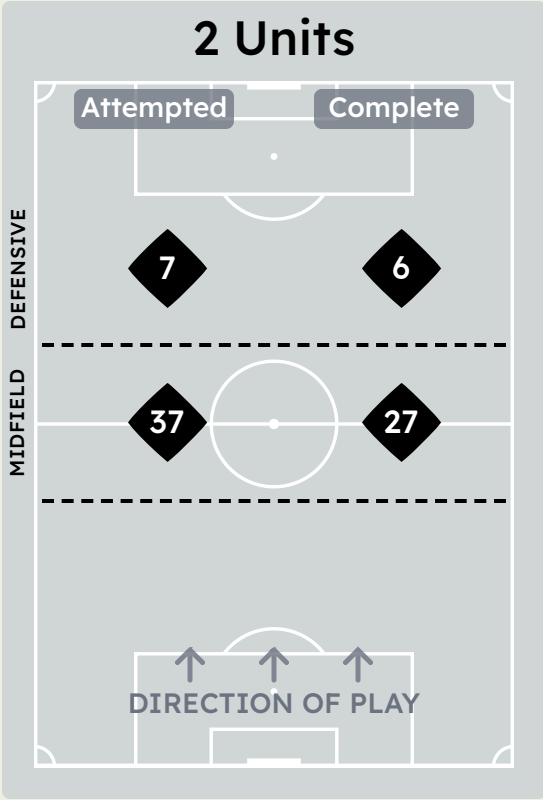 2 Units
Attempted Complete
DEFENSIVE
7 6
MIDFIELD
37 27
DIRECTION OF PLAY